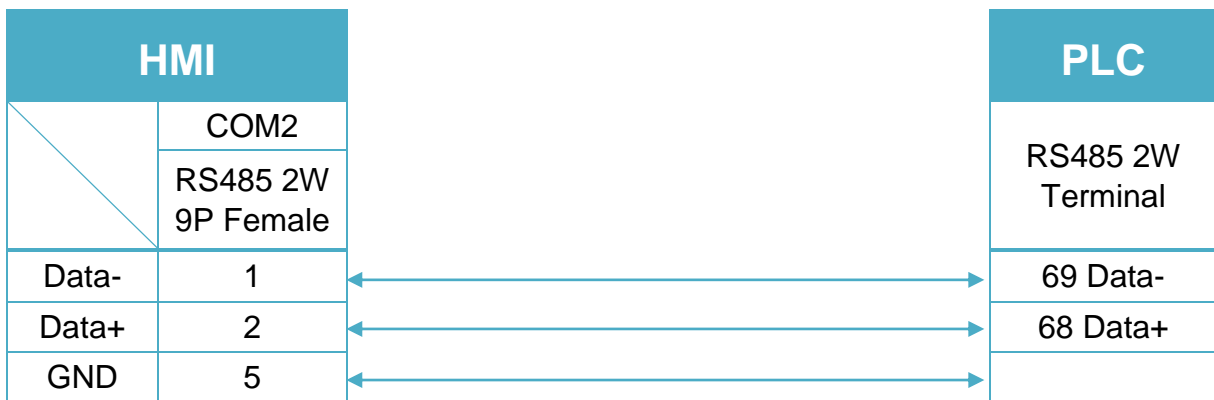 HMI
PLC
COM2
RS485 2W
9P Female
RS485 2W
Terminal
Data- 1 69 Data-
Data+ 2 68 Data+
GND 5